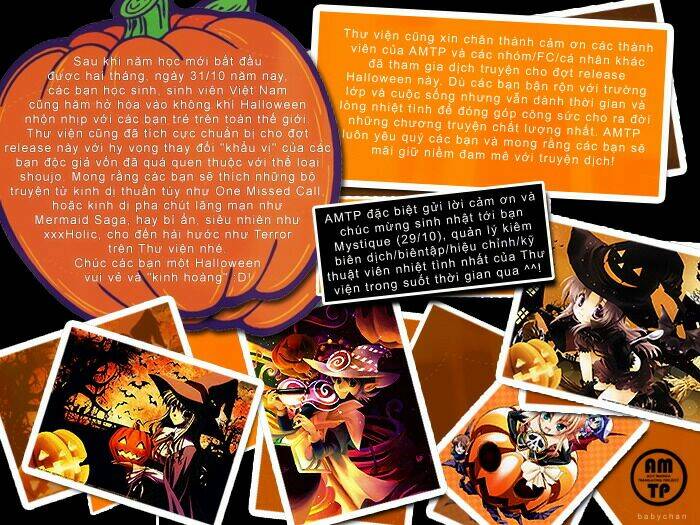 Sau khi năm học mới bắt đầu
được hai tháng, ngày 31/10 năm nay,
các bạn học sinh, sinh viên Việt Nam
cũng hăm hở hòa vào không khí Halloween
nhộn nhịp với các bạn trẻ trên toàn thế giới.
Thư viện cũng đã tích cực chuẩn bị cho đợt
release này với hy vọng thay đổi "khẩu vị" của các
bạn độc giả vốn đã quá quen thuộc với thể loại
shoujo. Mong rằng các bạn sẽ thích những bộ
truyện từ kinh dị thuần túy như One Missed Call,
hoặc kinh dị pha chút lãng mạn như
Mermaid Saga, hay bí ẩn, siêu nhiên như
xxxHolic, cho đến hài hước như Terror
trên Thư viện nhé.
Chúc các bạn một Halloween
vui vẻ và "kinh hoàng" :D!
Thư viện cũng xin chân thành cảm ơn các thành
viên của AMTP và các nhóm/FC/cá nhân khác
đã tham gia dịch truyện cho đợt release
Halloween này. Dù các bạn bận rộn với trường
lớp và cuộc sống nhưng vẫn dành thời gian và
lòng nhiệt tình để đóng góp công sức cho ra đời
những chương truyện chất lượng nhất. AMTP
luôn yêu quý các bạn và mong rằng các bạn sẽ
mãi giữ niềm đam mê với truyện dịch!
AMTP đặc biệt gửi lời cảm ơn và
chúc mừng sinh nhật tới bạn
Mystique (29/10), quản lý kiêm
biên dịch/biêntập/hiệu chỉnh/kỹ
thuật viên nhiệt tình nhất của Thư
viện trong suốt thời gian qua ^^!
AM
TRANSLATING PROJECT
TP
babychan